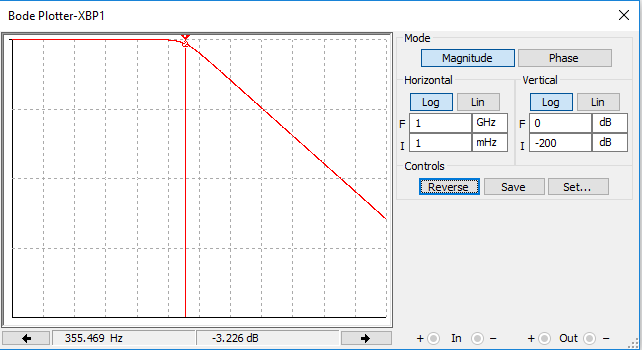 Bode Plotter-XBP1
Mode
Magnitude Phase
Horizontal Vertical
Log Lin Log Lin
F 1 GHz F 0 dB
I 1 mHz I -200 dB
Controls
Reverse Save Set...
355.469 Hz -3.226 dB + In − + Out −